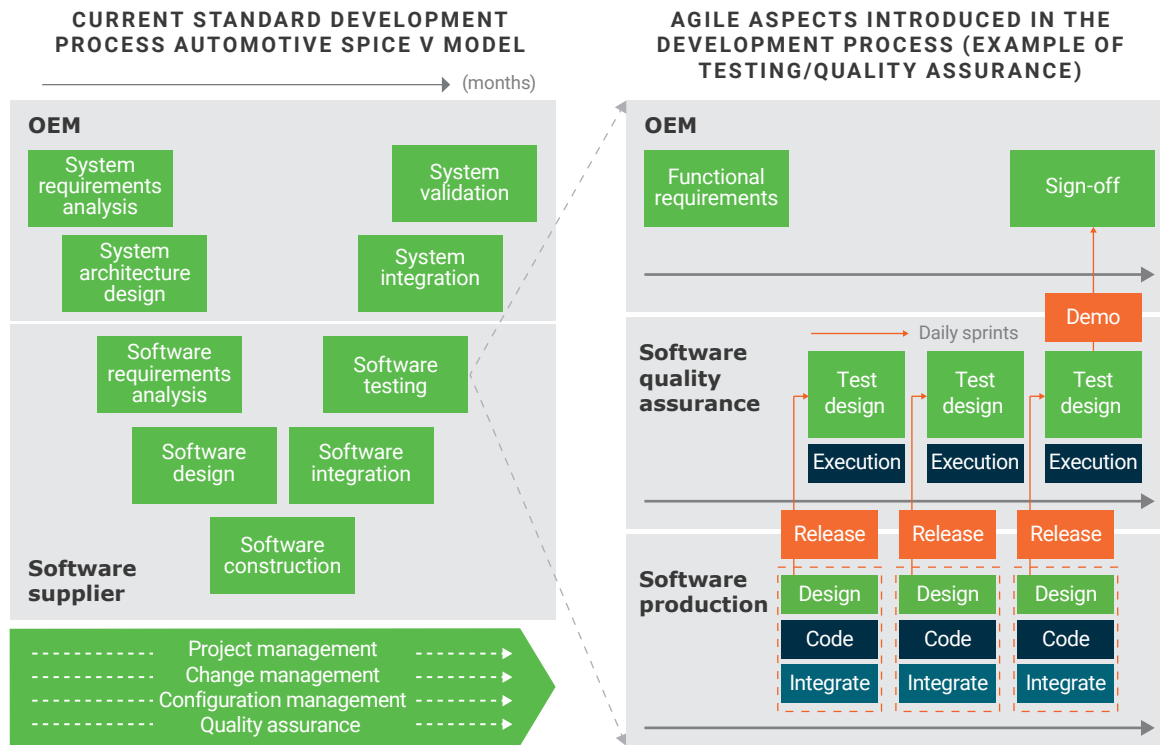 CURRENT STANDARD DEVELOPMENT
PROCESS AUTOMOTIVE SPICE V MODEL
(months)
OEM
System
requirements
analysis
System
validation
System
architecture
design
System
integration
Software
requirements
analysis
Software
testing
Software
design
Software
integration
Software
construction
Software
supplier
Project management
Change management
Configuration management
Quality assurance
AGILE ASPECTS INTRODUCED IN THE
DEVELOPMENT PROCESS (EXAMPLE OF
TESTING/QUALITY ASSURANCE)
OEM
Functional
requirements
Sign-off
Demo
Daily sprints
Software
quality
assurance
Test
design
Test
design
Test
design
Execution
Execution
Execution
Release
Release
Release
Software
production
Design
Design
Design
Code
Code
Code
Integrate
Integrate
Integrate